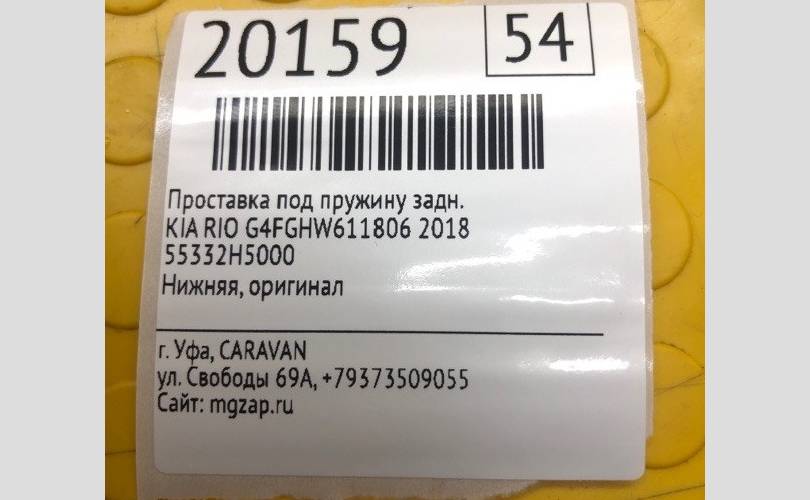 20159
54
Проставка под пружину задн.
KIA RIO G4FGHW611806 2018
55332H5000
Нижняя, оригинал
г. Уфа, CARAVAN
ул. Свободы 69А, +79373509055
Сайт: mgzap.ru